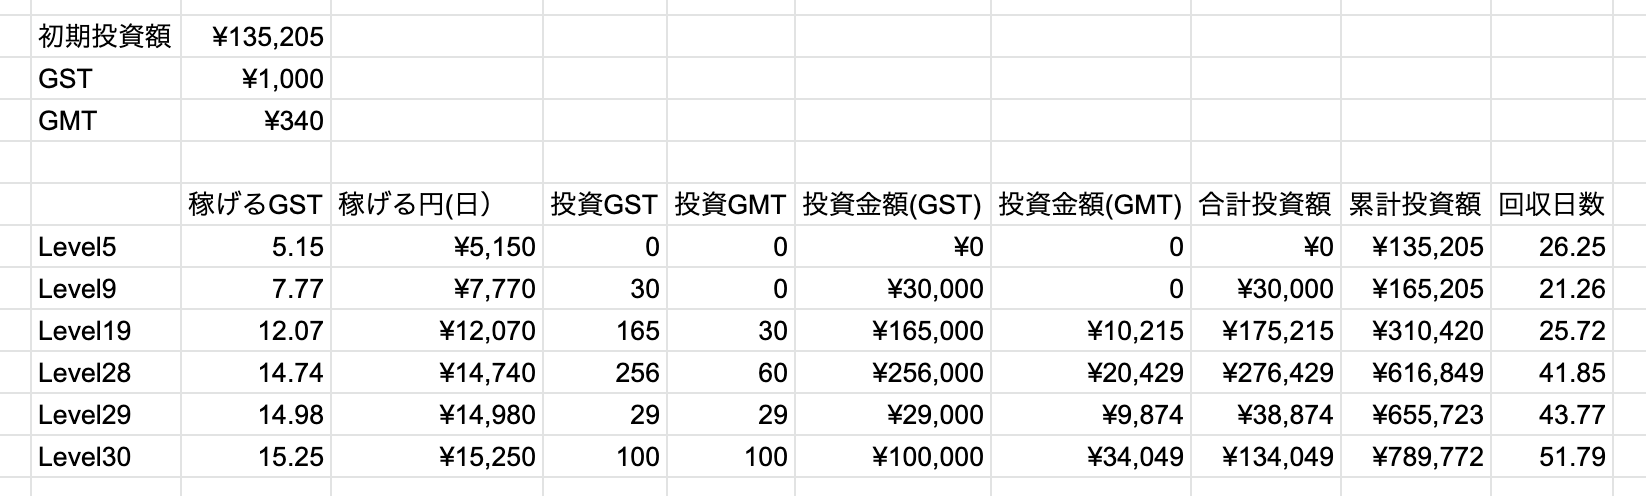 初期投資額 ¥135,205
GST ¥1,000
GMT ¥340
稼げるGST 稼げる円(日） 投資GST 投資GMT 投資金額(GST) 投資金額(GMT) 合計投資額 累計投資額 回収日数
Level5 5.15 ¥5,150 0 0 ¥0 0 ¥0 ¥135,205 26.25
Level9 7.77 ¥7,770 30 0 ¥30,000 0 ¥30,000 ¥165,205 21.26
Level19 12.07 ¥12,070 165 30 ¥165,000 ¥10,215 ¥175,215 ¥310,420 25.72
Level28 14.74 ¥14,740 256 60 ¥256,000 ¥20,429 ¥276,429 ¥616,849 41.85
Level29 14.98 ¥14,980 29 29 ¥29,000 ¥9,874 ¥38,874 ¥655,723 43.77
Level30 15.25 ¥15,250 100 100 ¥100,000 ¥34,049 ¥134,049 ¥789,772 51.79